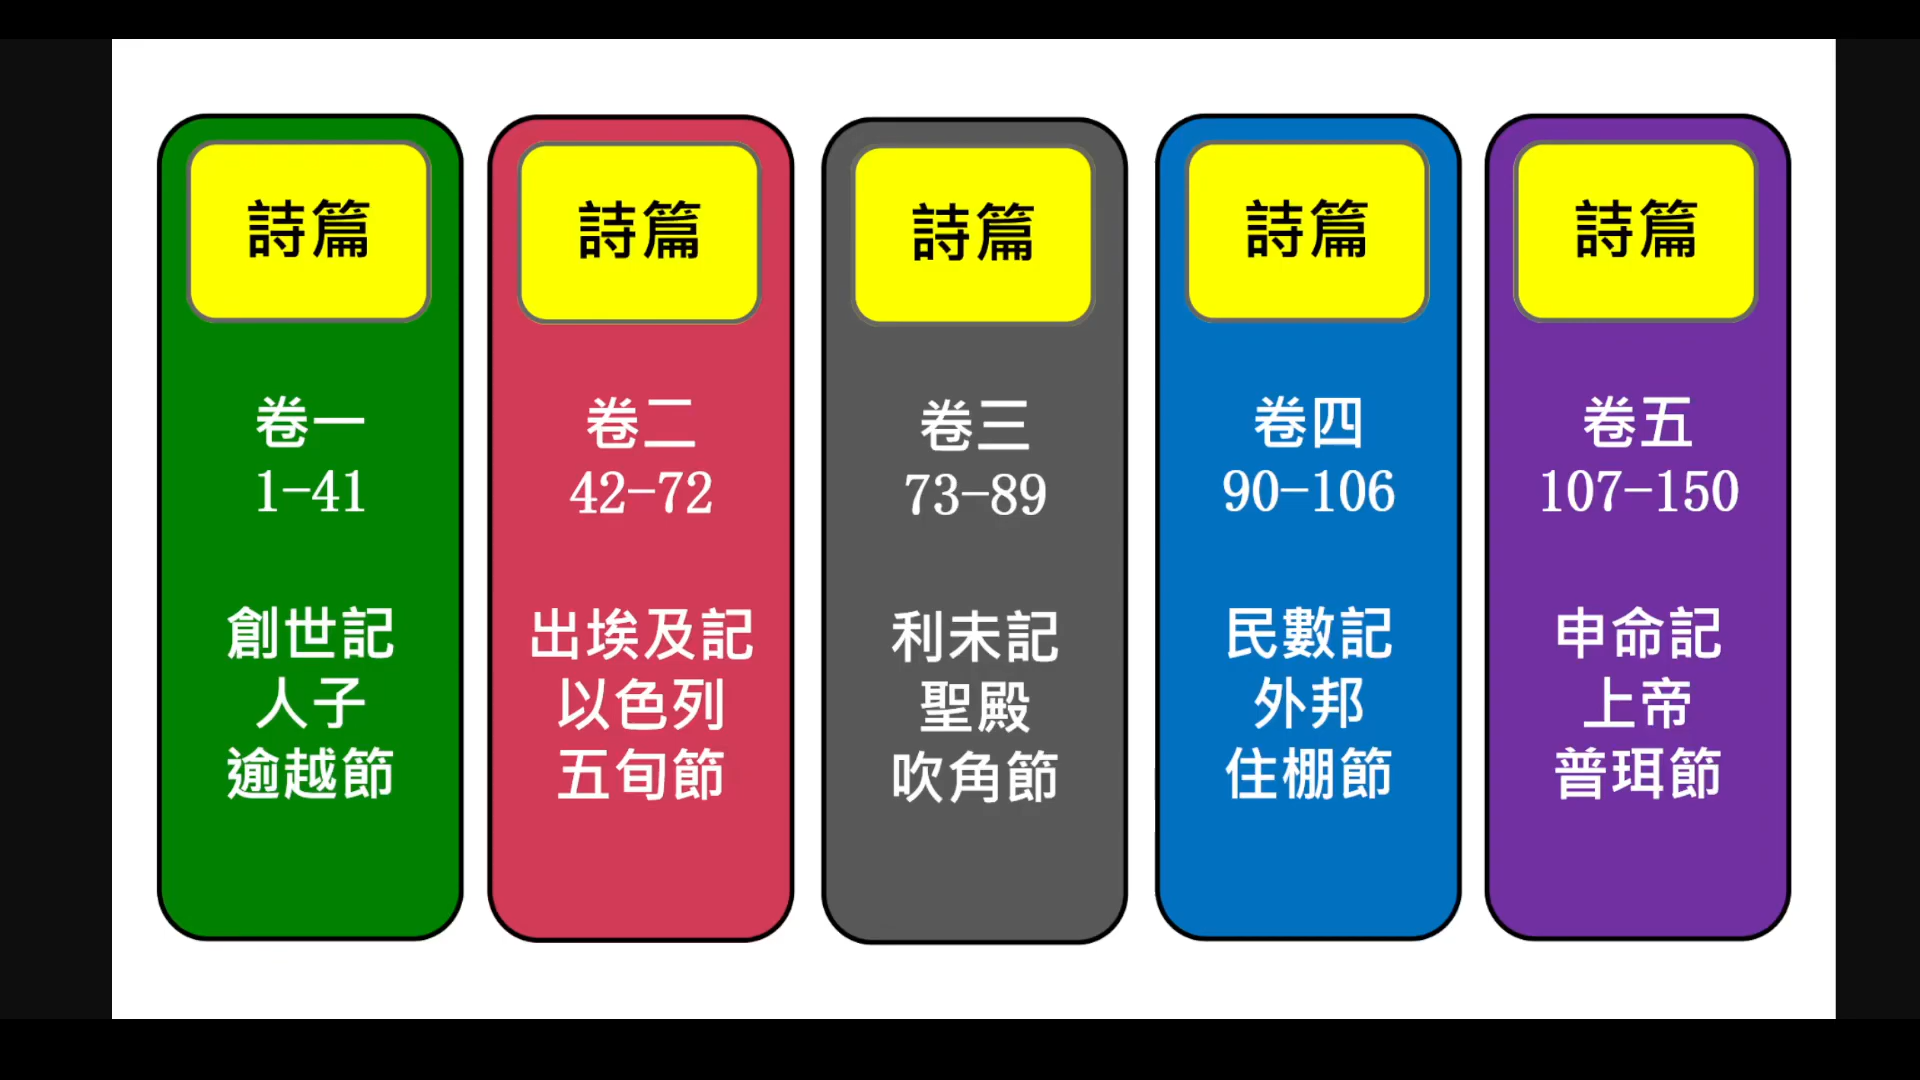 詩篇
卷一
1-41
創世記
人子
逾越節
詩篇
卷二
42-72
出埃及記
以色列
五旬節
詩篇
卷三
73-89
利未記
聖殿
吹角節
詩篇
卷四
90-106
民數記
外邦
住棚節
詩篇
卷五
107-150
申命記
上帝
普珥節